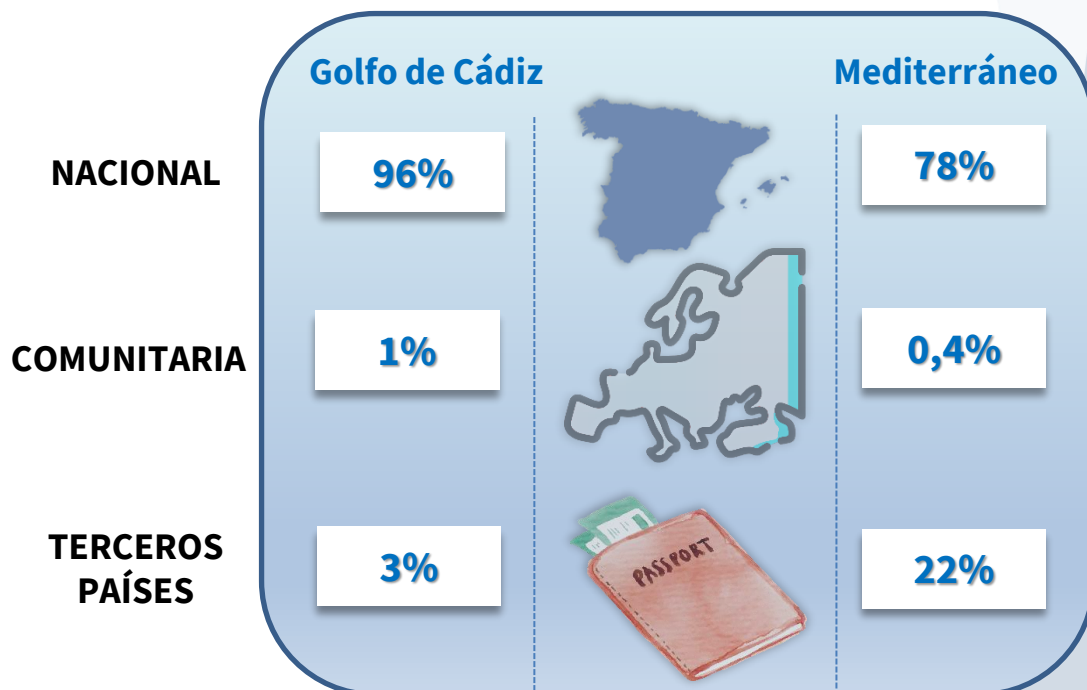 Golfo de Cádiz Mediterráneo
NACIONAL 96% 78%
COMUNITARIA 1% 0,4%
TERCEROS
PAÍSES 3% 22%
PASSPORT